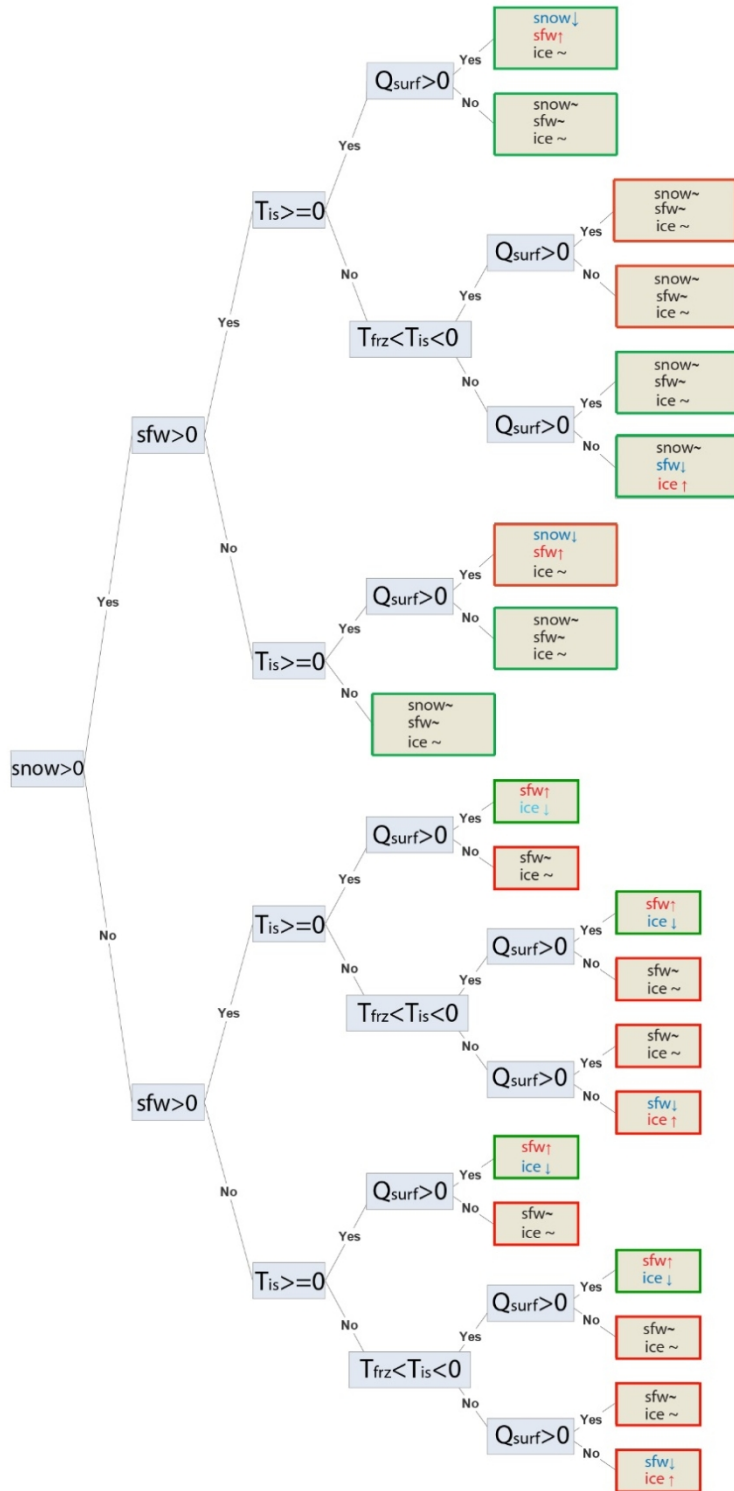 snow↓
sfw↑
ice ~
Yes
Qsurf>0
No
snow~
sfw~
ice ~
Yes
Tis>=0
snow~
sfw~
ice ~
Yes
Qsurf>0
No
No
Yes
snow~
sfw~
ice ~
Tfrz<Tis<0
Yes
No
snow~
sfw~
ice ~
Yes
Qsurf>0
No
snow~
sfw↓
ice ↑
sfw>0
snow↓
sfw↑
ice ~
No
Yes
Qsurf>0
Yes
No
snow~
sfw~
ice ~
Yes
Tis>=0
No
snow~
sfw~
ice ~
snow>0
sfw↑
ice ↓
Yes
Qsurf>0
No
sfw~
ice ~
Yes
Tis>=0
No
sfw↑
ice ↓
No
Yes
Qsurf>0
Yes
No
sfw~
ice ~
Tfrz<Tis<0
Yes
No
sfw~
ice ~
Yes
Qsurf>0
No
sfw↓
ice ↑
sfw>0
sfw↑
ice ↓
Yes
Qsurf>0
No
No
sfw~
ice ~
Yes
Tis>=0
sfw↑
ice ↓
No
Yes
Qsurf>0
Yes
No
sfw~
ice ~
Tfrz<Tis<0
No
sfw~
ice ~
Yes
Qsurf>0
No
sfw↓
ice ↑